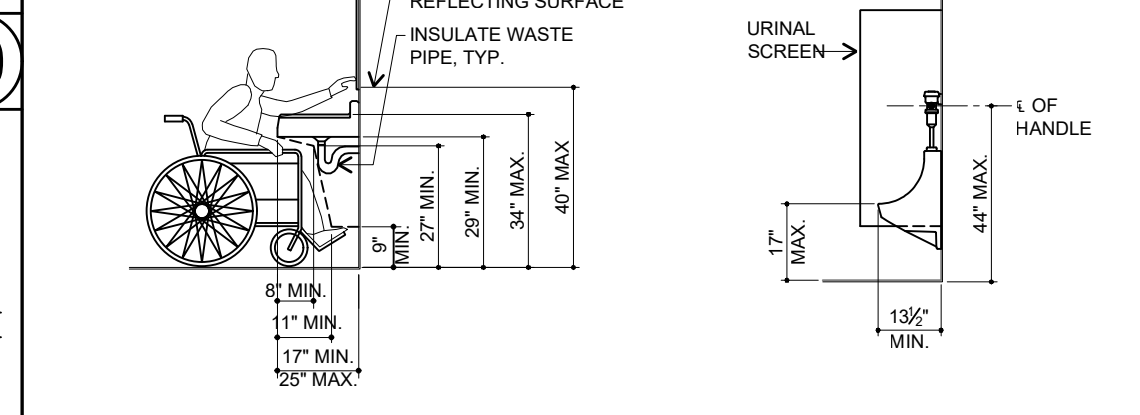 REFLECTING SURFACE
INSULATE WASTE
PIPE, TYP.
9"
MIN.
27" MIN.
29" MIN.
34" MAX.
40" MAX
8" MIN.
11" MIN.
17" MIN.
25" MAX.
URINAL
SCREEN
℄ OF
HANDLE
17"
MAX.
44" MAX.
13½"
MIN.